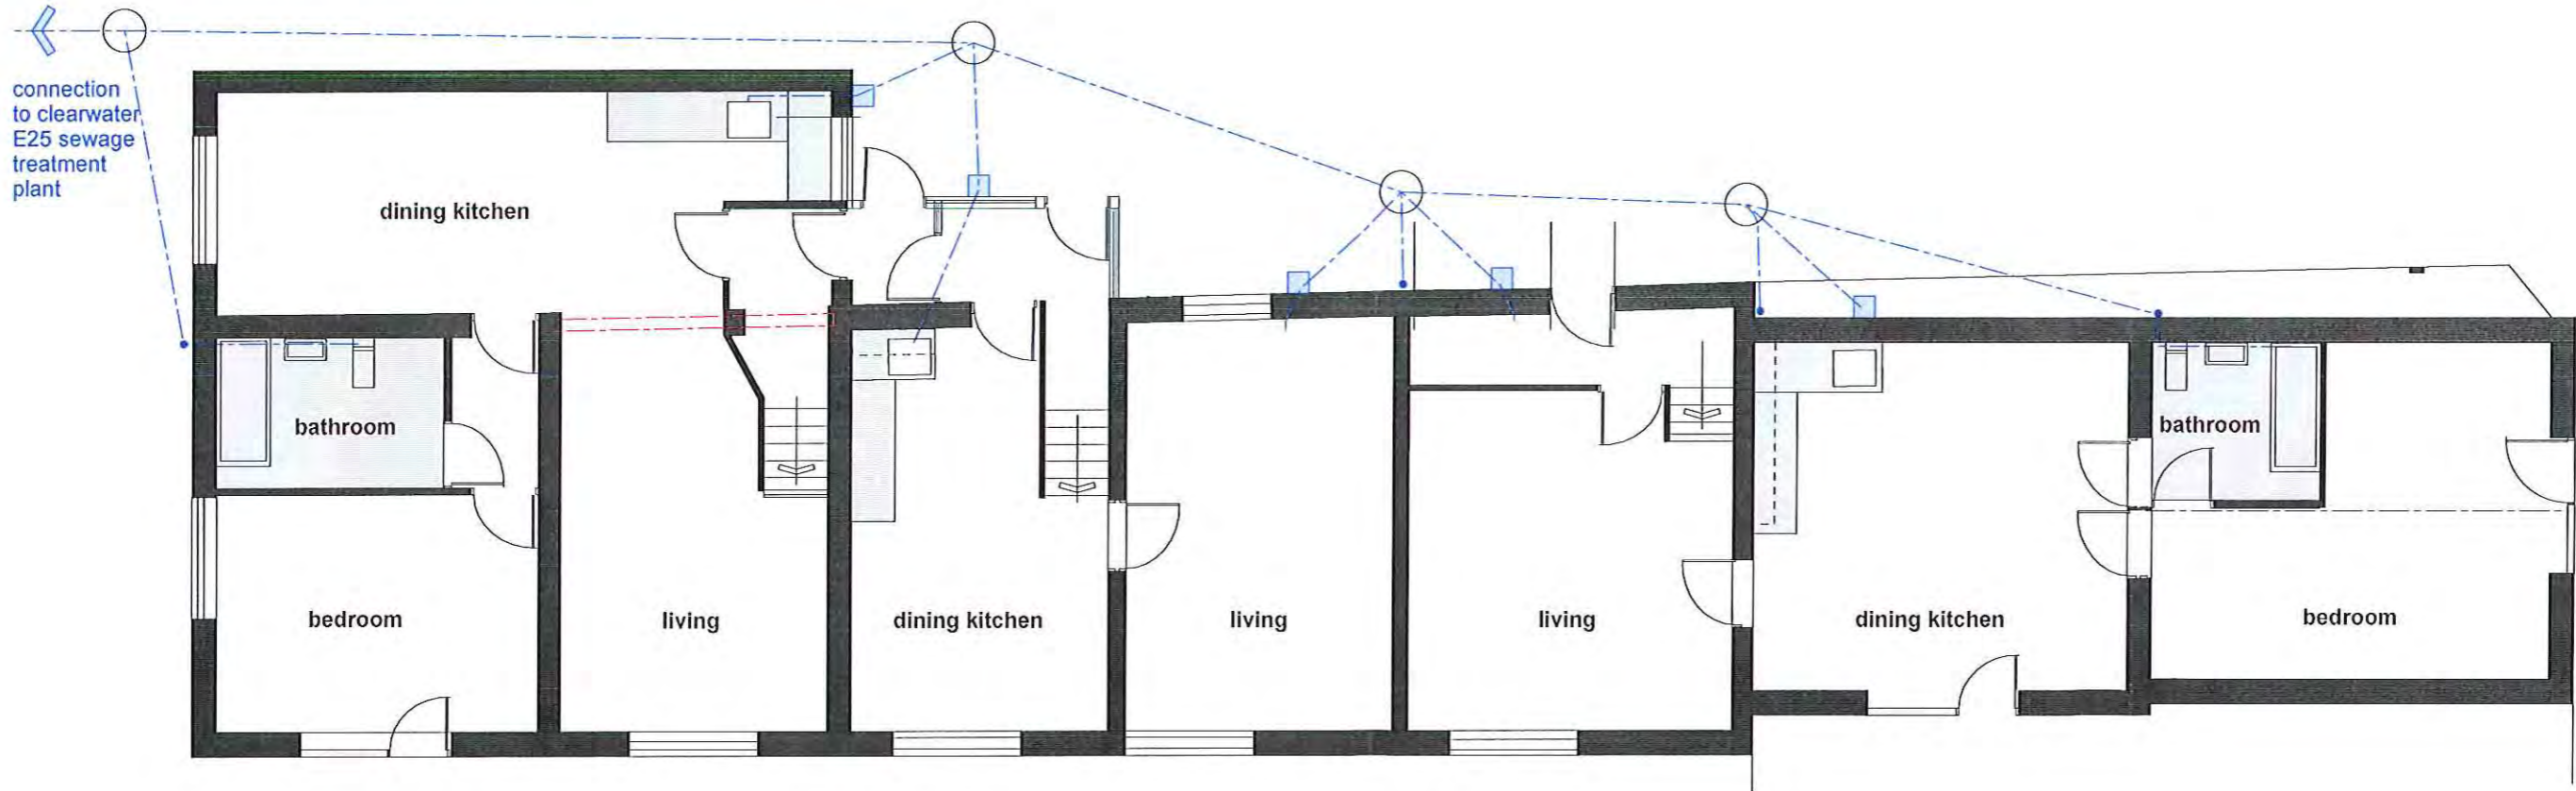 connection
to clearwater
E25 sewage
treatment
plant
dining kitchen
bathroom
bathroom
bedroom
living
dining kitchen
living
living
dining kitchen
bedroom